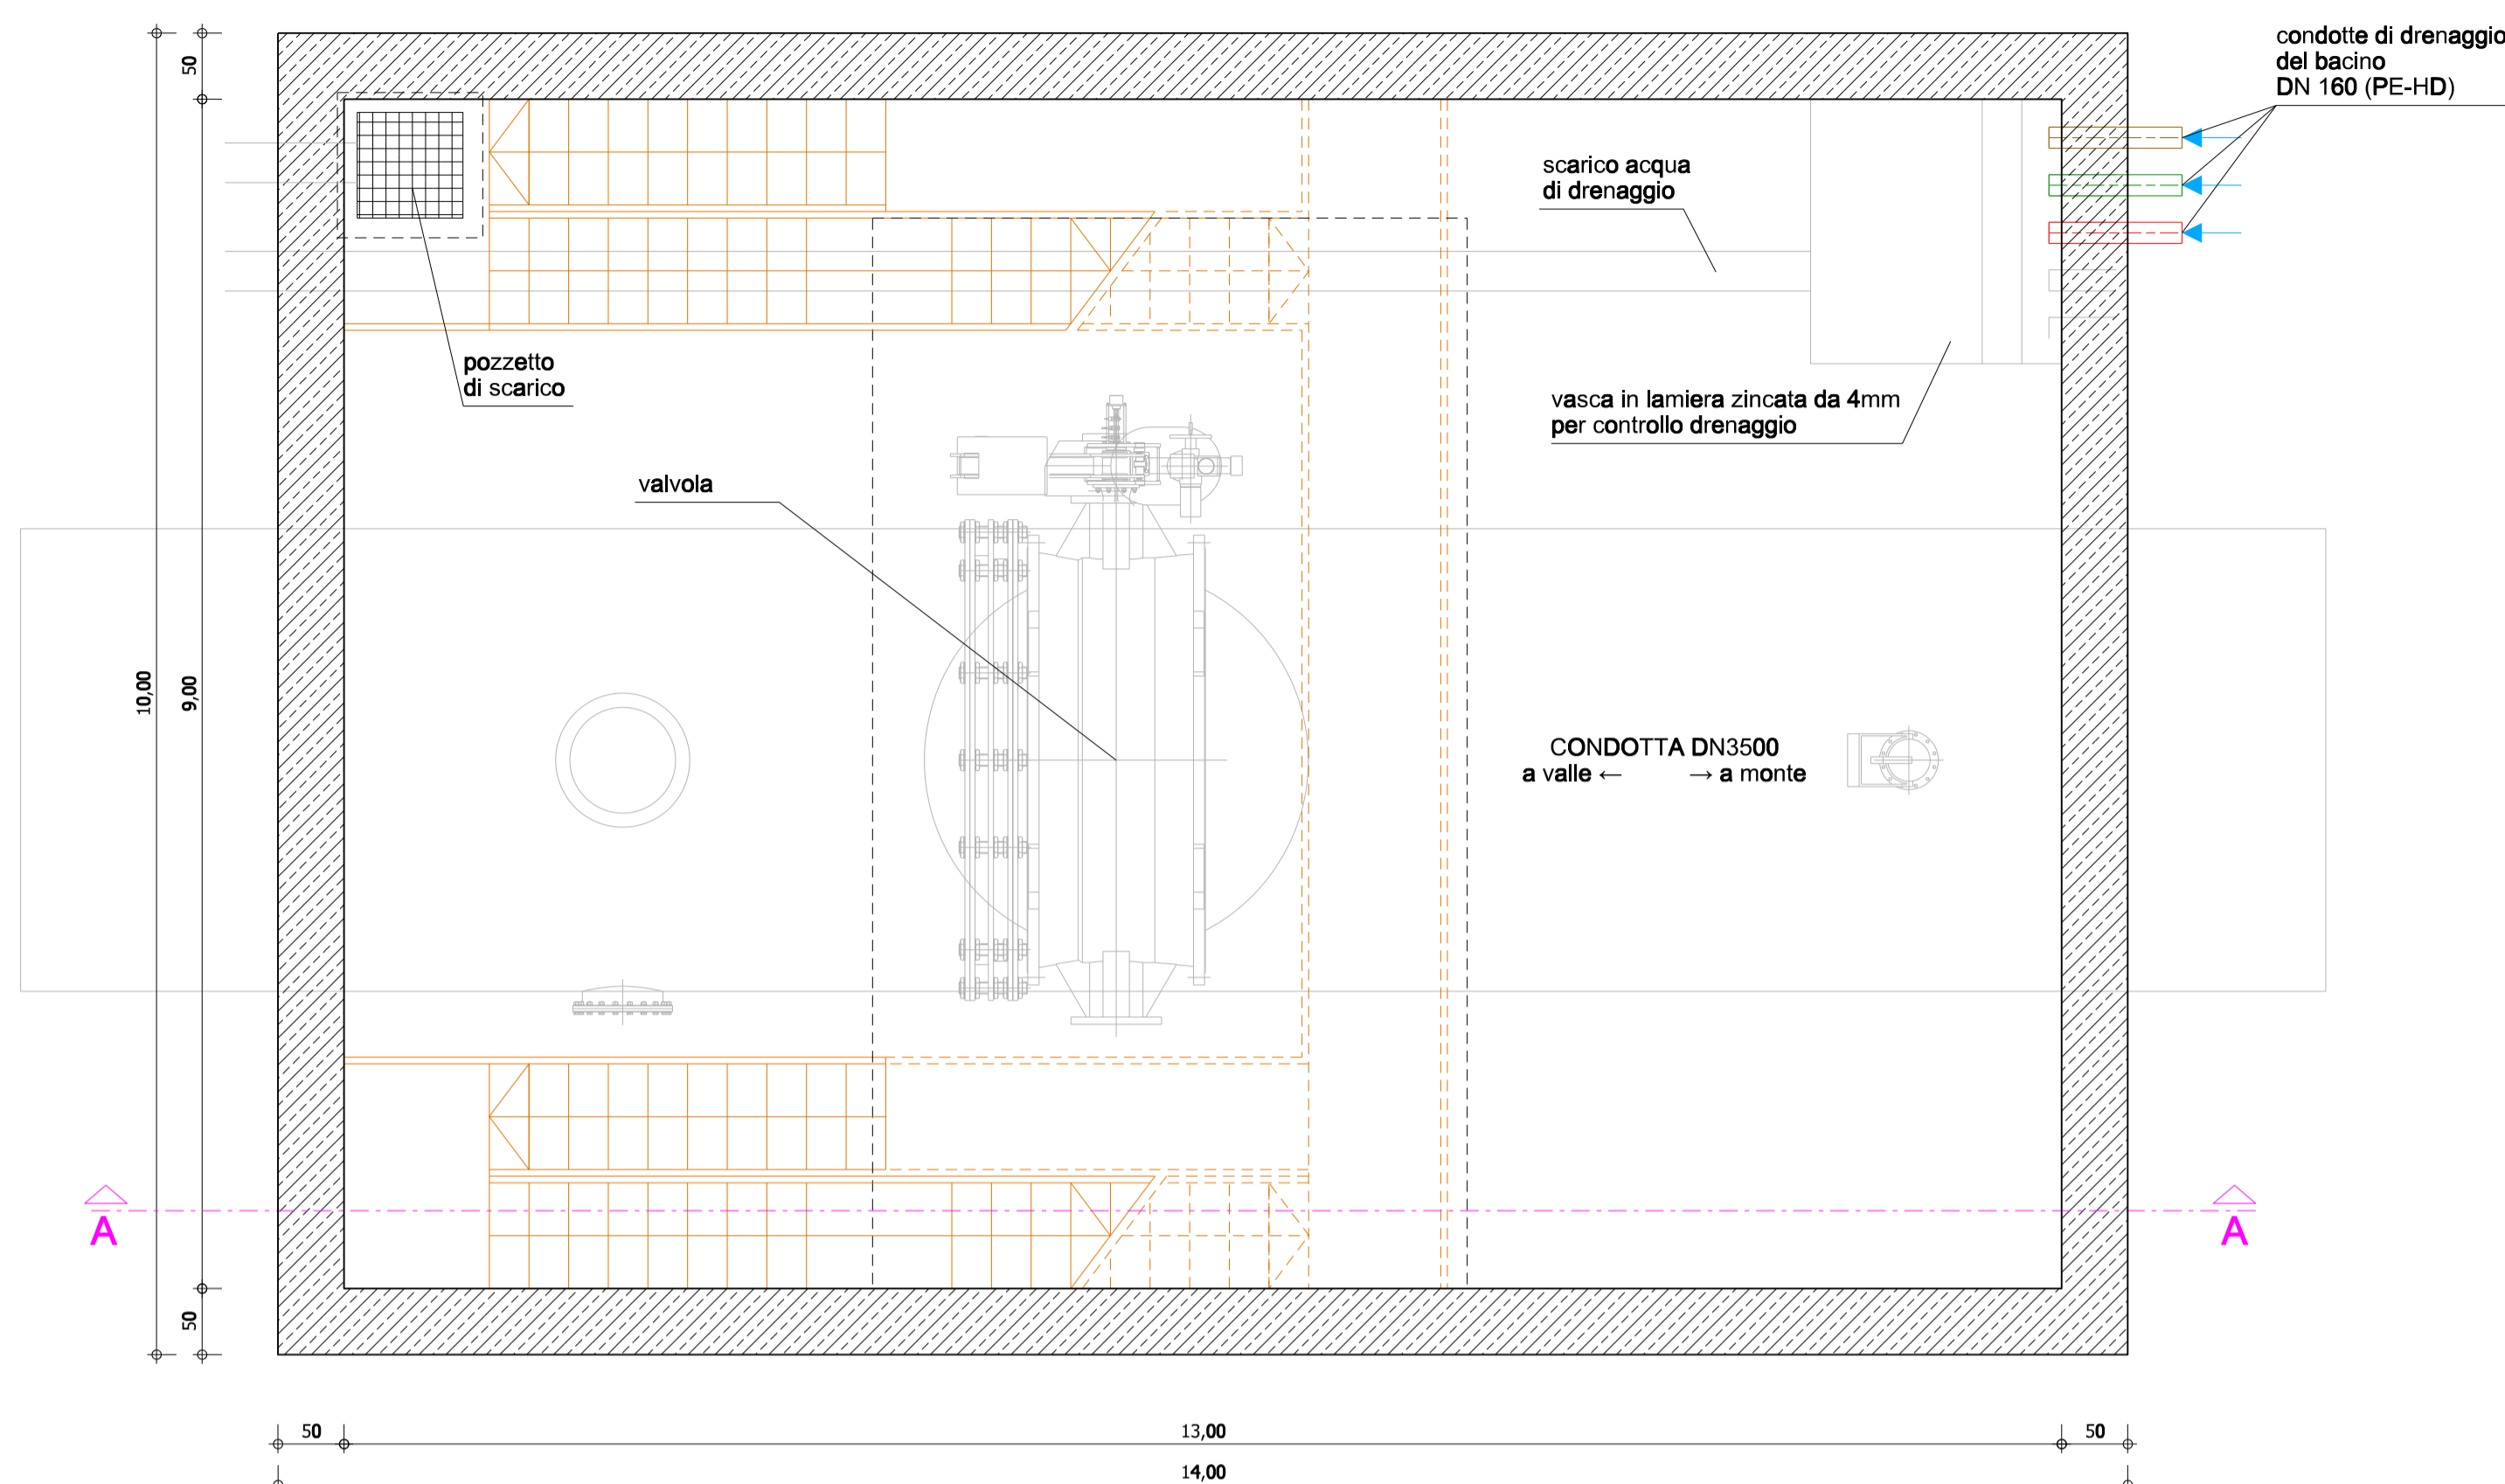 condotte di drenaggio
del bacino
DN 160 (PE-HD)
50
scarico acqua
di drenaggio
pozzetto
di scarico
vasca in lamiera zincata da 4mm
per controllo drenaggio
valvola
10,00
9,00
CONDOTTA DN3500
a valle ← → a monte
A
A
50
50
13,00
50
14,00